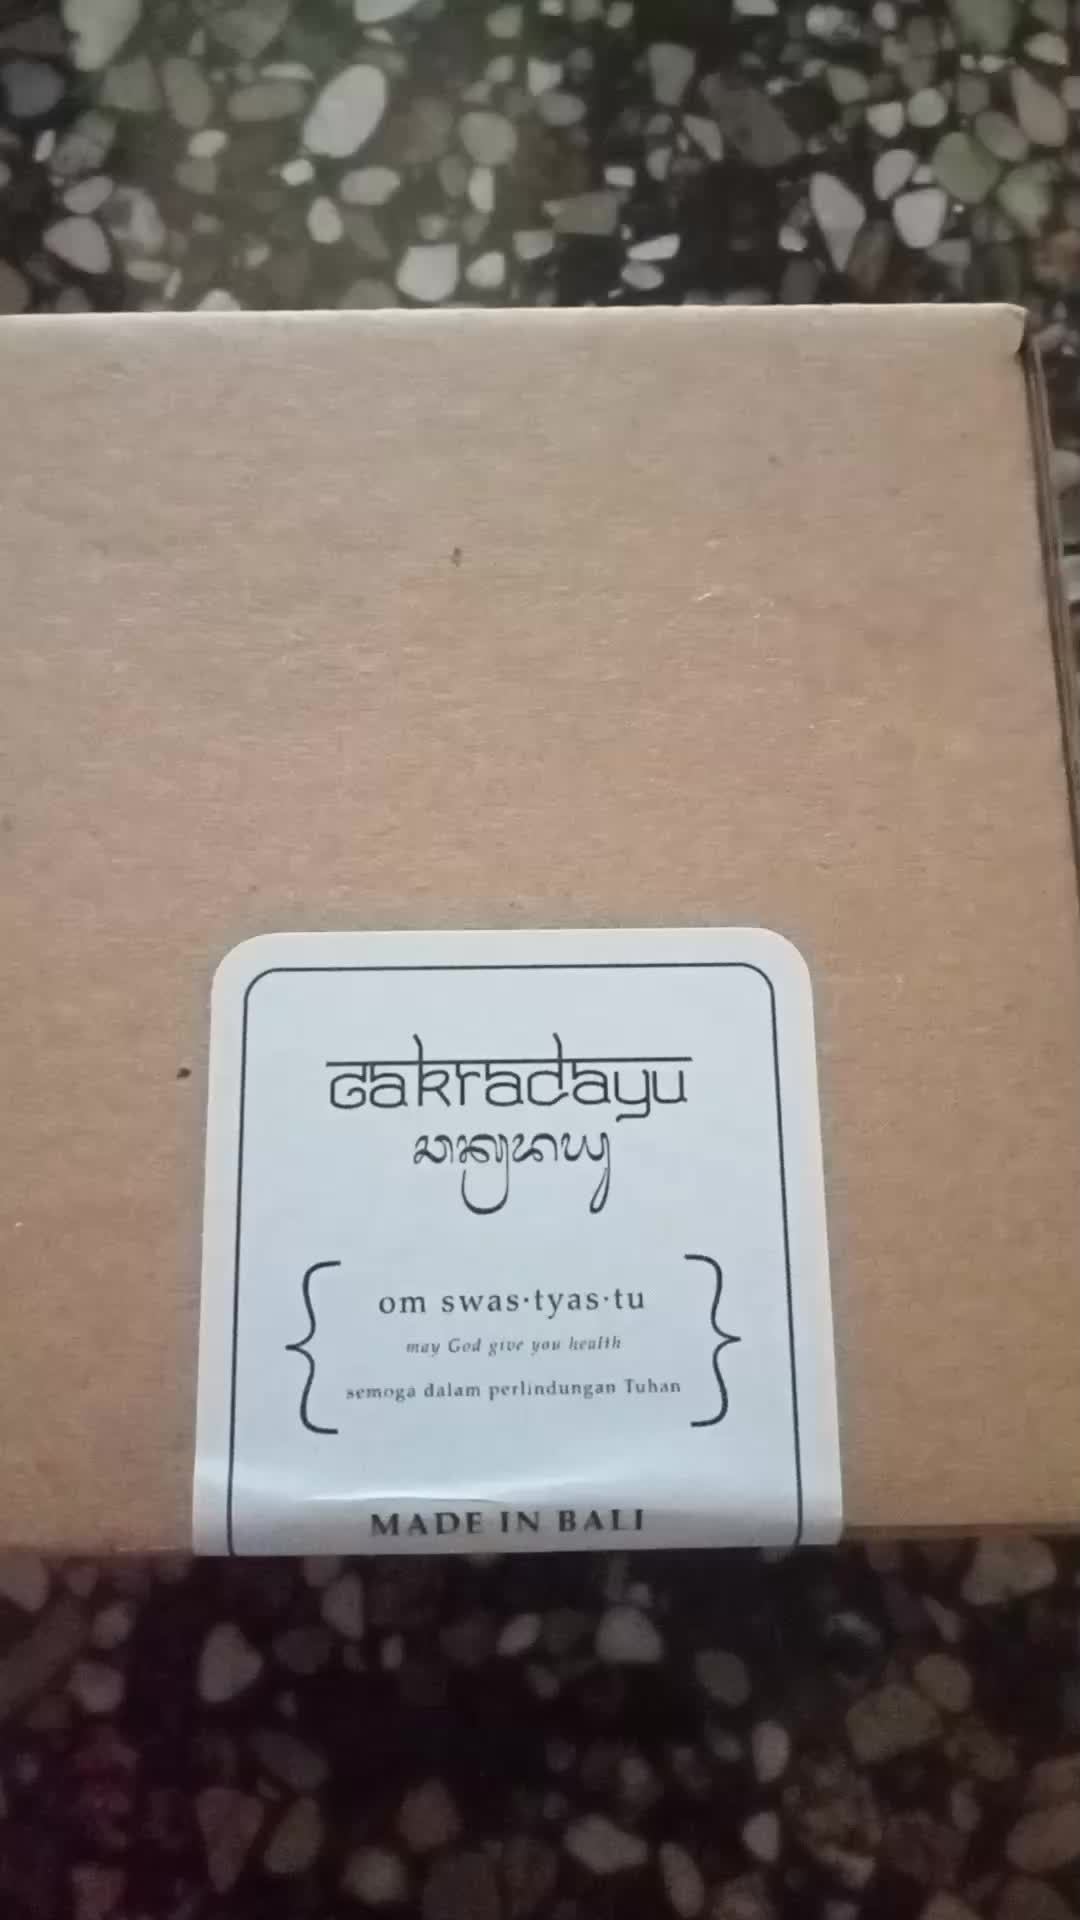 cakradayu
ᬘᬓ᭄ᬭᬤᬬᬸ
om swas·tyas·tu
may God give you health
semoga dalam perlindungan Tuhan
MADE IN BALI